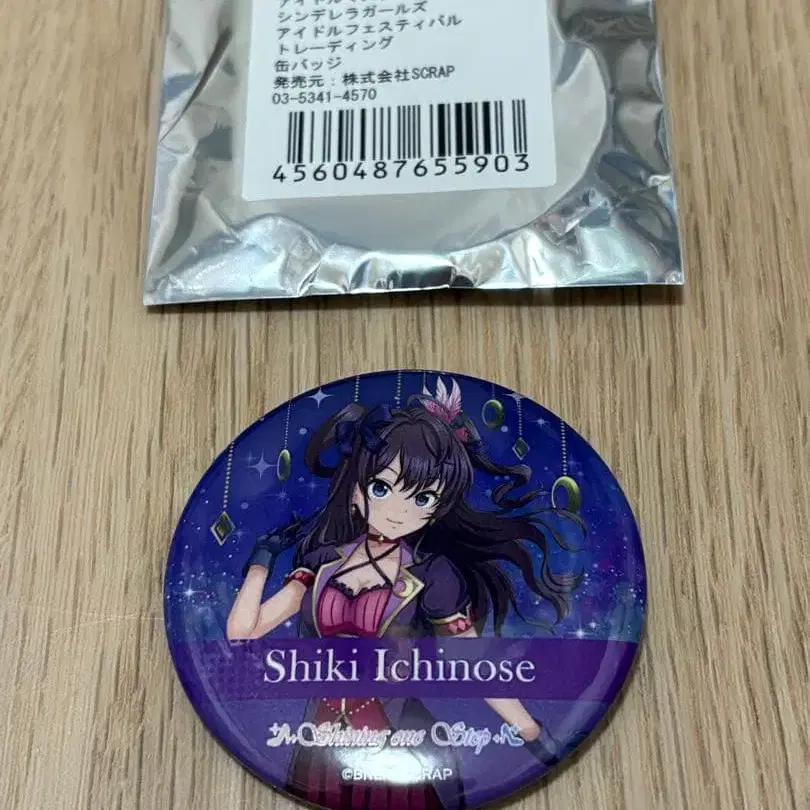 シンデレラガールズ
アイドルフェスティバル
トレーディング
缶バッジ
発売元：株式会社SCRAP
03-5341-4570
4560487655903
Shiki Ichinose
Shining one Step
SCRAP